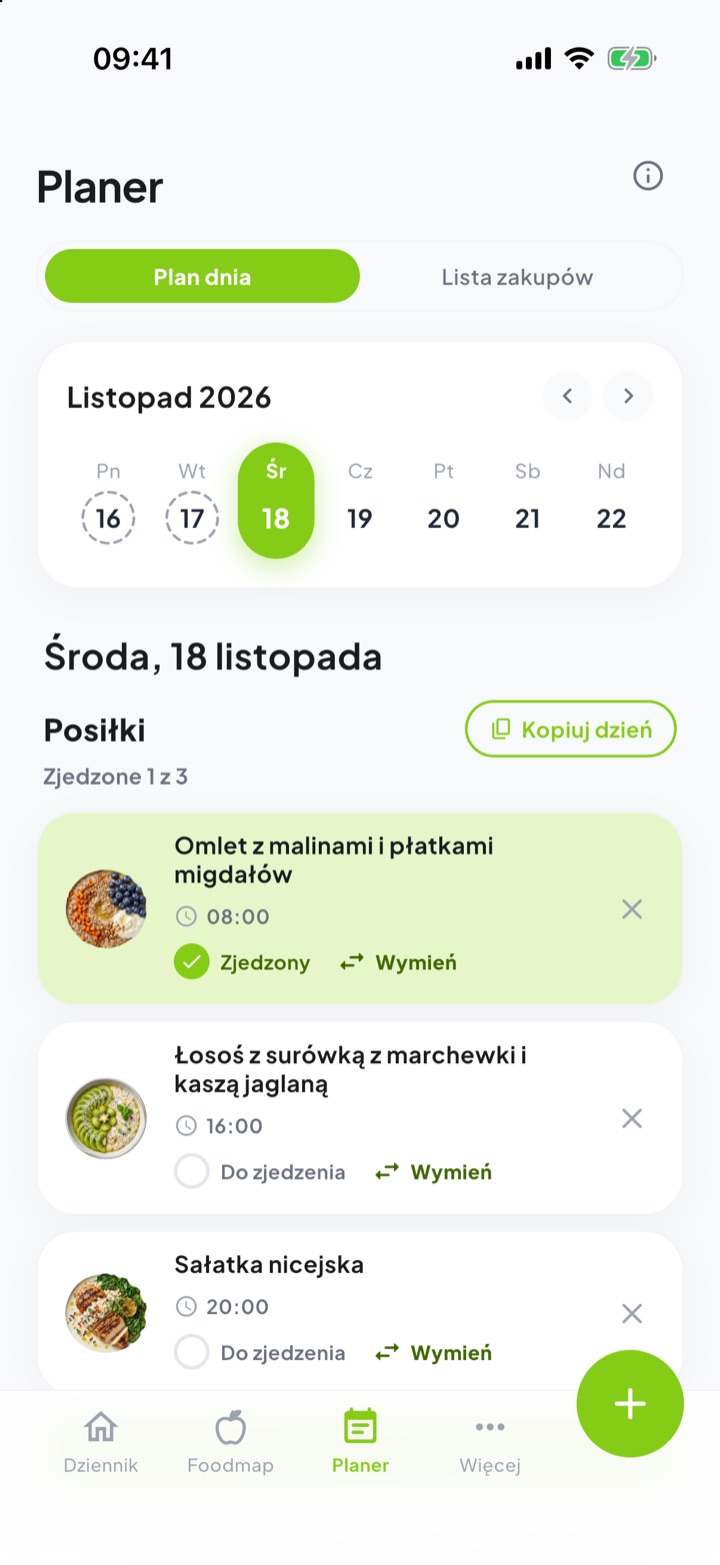 09:41
Planer
Plan dnia
Lista zakupów
Listopad 2026
Pn Wt Śr Cz Pt Sb Nd
16 17 18 19 20 21 22
Środa, 18 listopada
Posiłki
Kopiuj dzień
Zjedzone 1 z 3
Omlet z malinami i płatkami
migdałów
08:00
Zjedzony
Wymień
Łosoś z surówką z marchewki i
kaszą jaglaną
16:00
Do zjedzenia
Wymień
Sałatka nicejska
20:00
Do zjedzenia
Wymień
Dziennik
Foodmap
Planer
Więcej